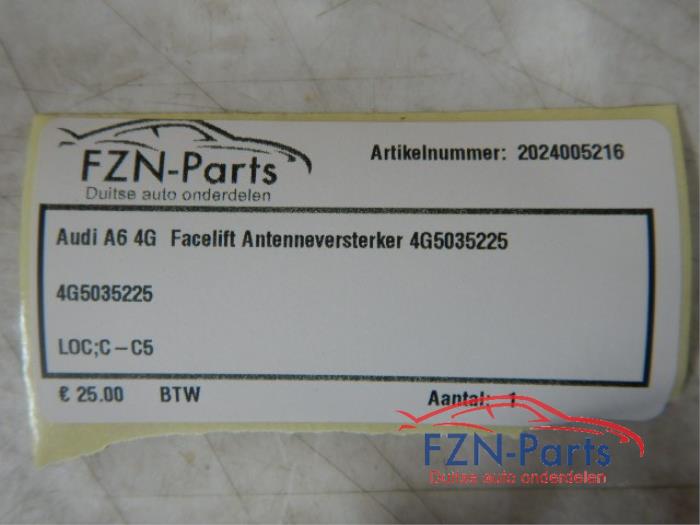 FZN-Parts
Duitse auto onderdelen
Artikelnummer: 2024005216
Audi A6 4G Facelift Antenneversterker 4G5035225
4G5035225
LOC;C-C5
€ 25.00 BTW Aantal: 1
FZN-Parts
Duitse auto onderdelen